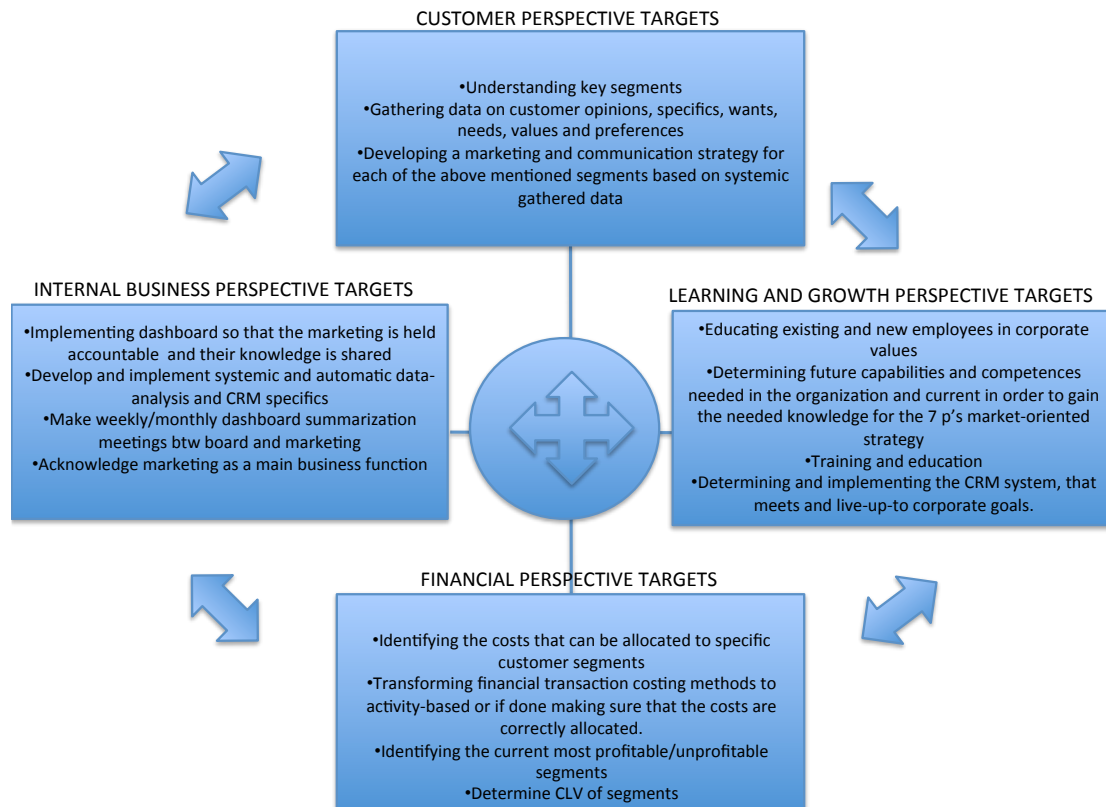 CUSTOMER PERSPECTIVE TARGETS
•Understanding key segments
•Gathering data on customer opinions, specifics, wants,
needs, values and preferences
•Developing a marketing and communication strategy for
each of the above mentioned segments based on systemic
gathered data
INTERNAL BUSINESS PERSPECTIVE TARGETS
•Implementing dashboard so that the marketing is held
accountable and their knowledge is shared
•Develop and implement systemic and automatic data-
analysis and CRM specifics
•Make weekly/monthly dashboard summarization
meetings btw board and marketing
•Acknowledge marketing as a main business function
LEARNING AND GROWTH PERSPECTIVE TARGETS
•Educating existing and new employees in corporate
values
•Determining future capabilities and competences
needed in the organization and current in order to gain
the needed knowledge for the 7 p's market-oriented
strategy
•Training and education
•Determining and implementing the CRM system, that
meets and live-up-to corporate goals.
FINANCIAL PERSPECTIVE TARGETS
•Identifying the costs that can be allocated to specific
customer segments
•Transforming financial transaction costing methods to
activity-based or if done making sure that the costs are
correctly allocated.
•Identifying the current most profitable/unprofitable
segments
•Determine CLV of segments